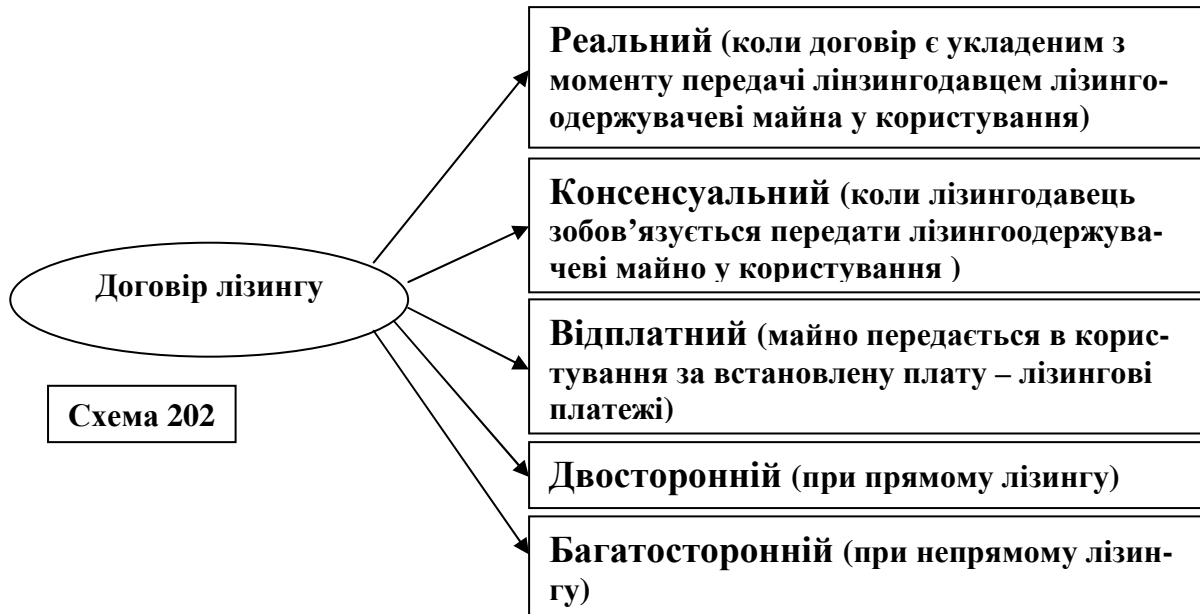 Реальний (коли договір є укладеним з
моменту передачі лінзингодавцем лізинго-
одержувачеві майна у користування)
Консенсуальний (коли лізингодавець
зобов’язується передати лізингоодержува-
чеві майно у користування )
Договір лізингу
Відплатний (майно передається в корис-
тування за встановлену плату – лізингові
платежі)
Схема 202
Двосторонній (при прямому лізингу)
Багатосторонній (при непрямому лізин-
гу)